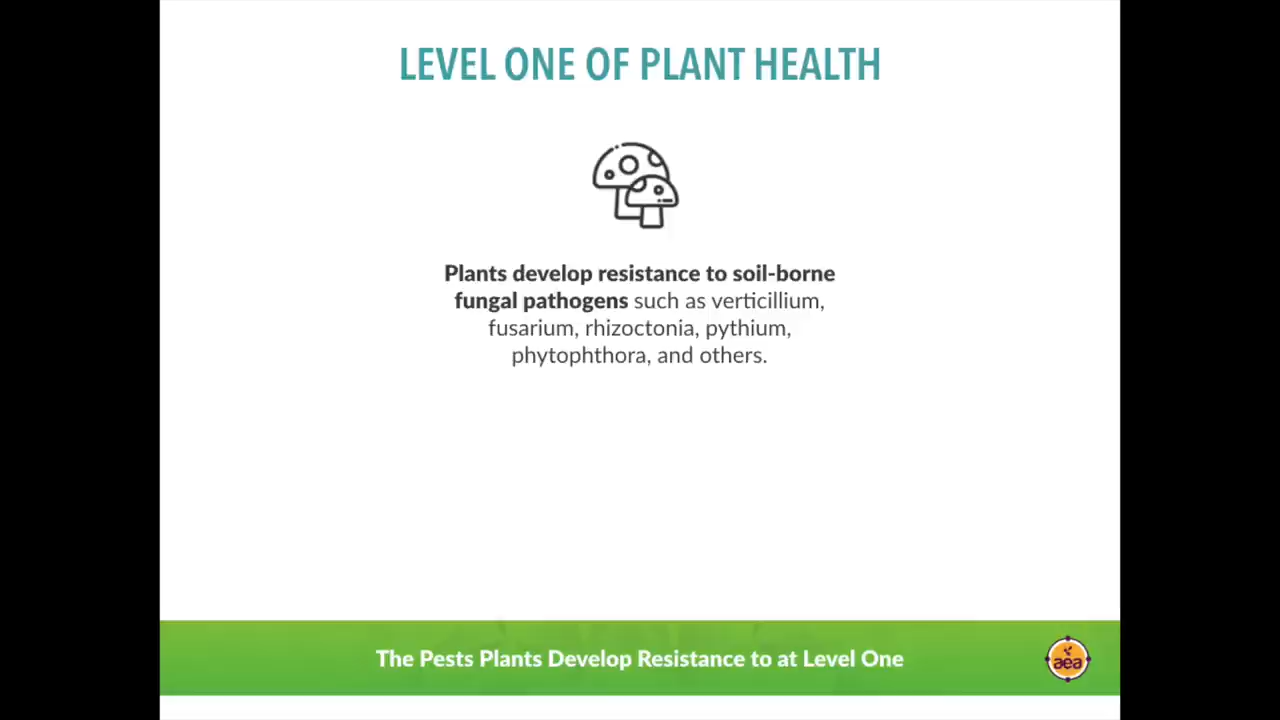 LEVEL ONE OF PLANT HEALTH
Plants develop resistance to soil-borne
fungal pathogens such as verticillium,
fusarium, rhizoctonia, pythium,
phytophthora, and others.
The Pests Plants Develop Resistance to at Level One
aea